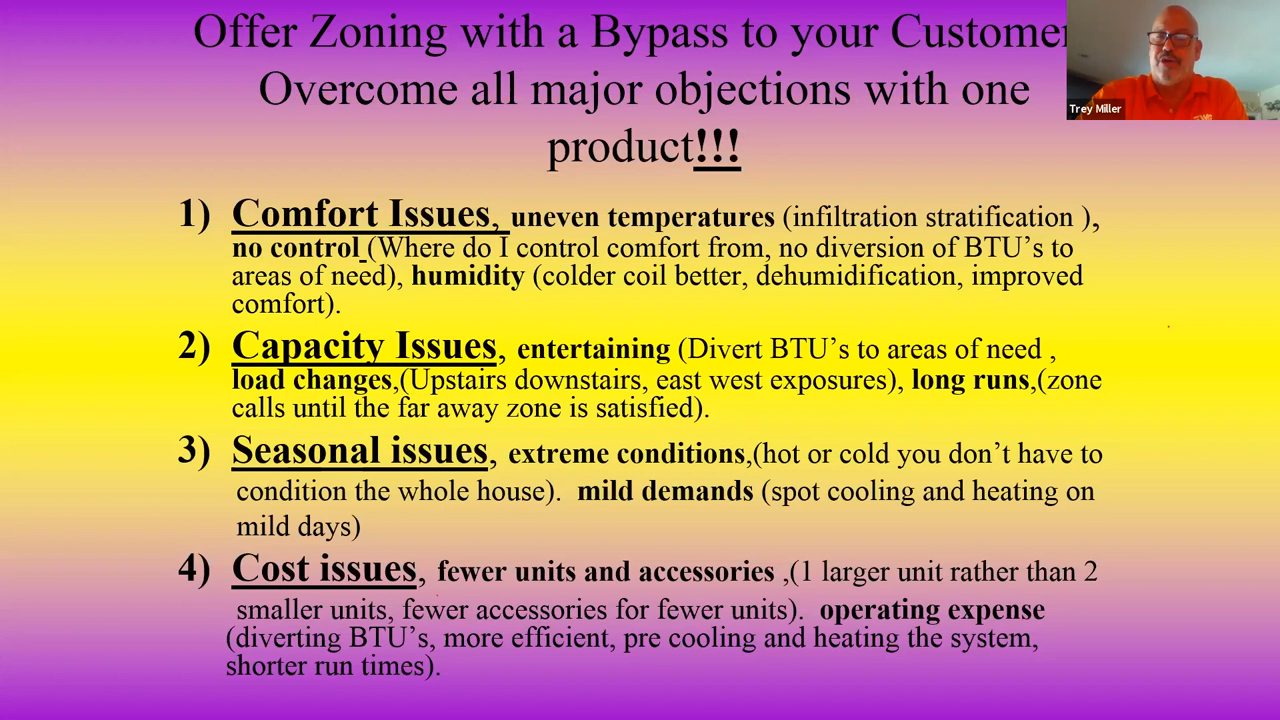 Offer Zoning with a Bypass to your Customer
Overcome all major objections with one
product!!!
Trey Miller
1) Comfort Issues, uneven temperatures (infiltration stratification ),
no control (Where do I control comfort from, no diversion of BTU’s to
areas of need), humidity (colder coil better, dehumidification, improved
comfort).
2) Capacity Issues, entertaining (Divert BTU’s to areas of need ,
load changes,(Upstairs downstairs, east west exposures), long runs,(zone
calls until the far away zone is satisfied).
3) Seasonal issues, extreme conditions,(hot or cold you don’t have to
condition the whole house). mild demands (spot cooling and heating on
mild days)
4) Cost issues, fewer units and accessories ,(1 larger unit rather than 2
smaller units, fewer accessories for fewer units). operating expense
(diverting BTU’s, more efficient, pre cooling and heating the system,
shorter run times).